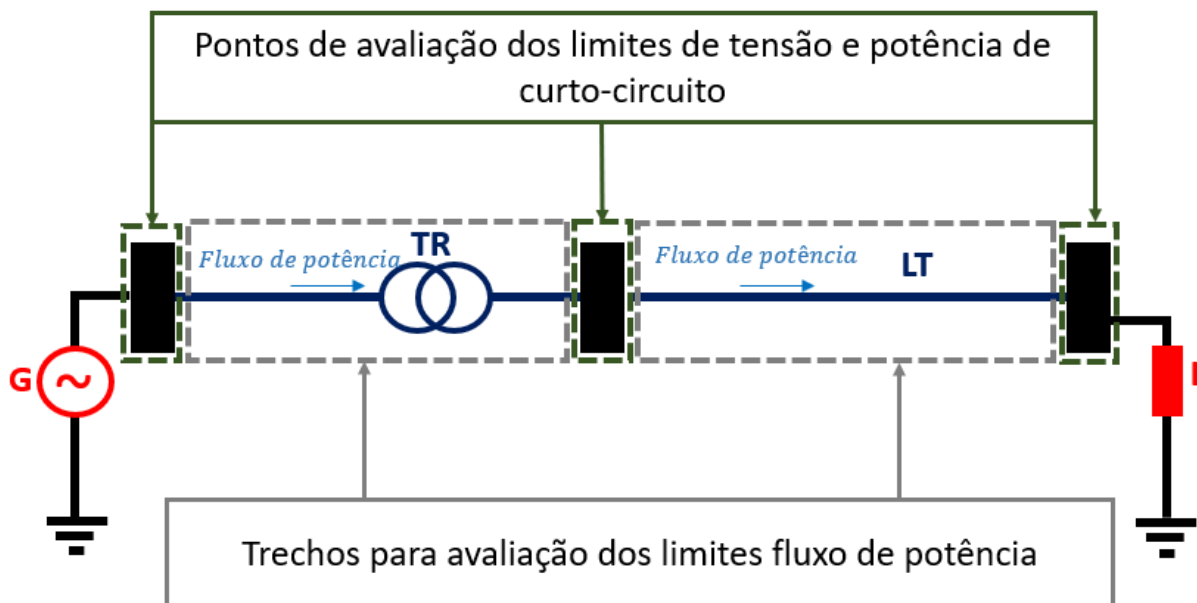 Pontos de avaliação dos limites de tensão e potência de
curto-circuito
TR
Fluxo de potência
Fluxo de potência
LT
G
Trechos para avaliação dos limites fluxo de potência